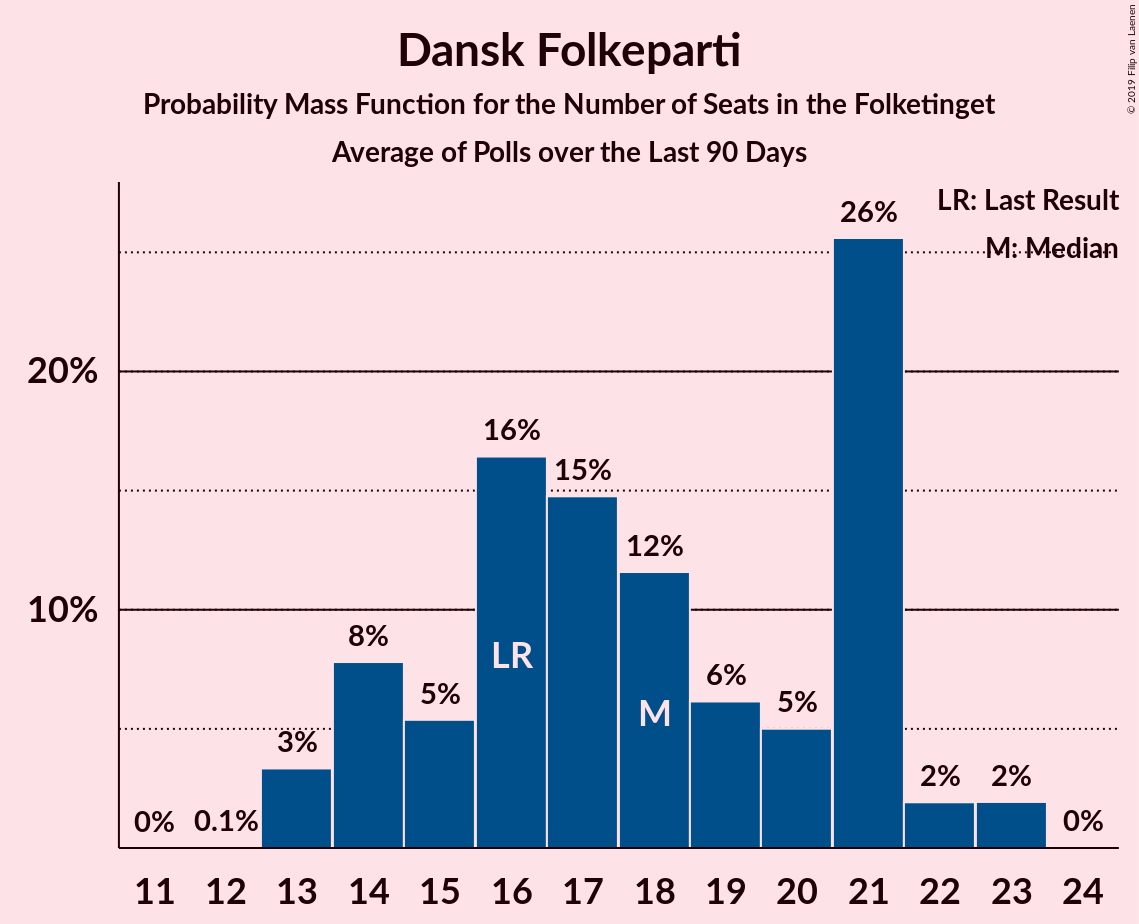 Dansk Folkeparti
Probability Mass Function for the Number of Seats in the Folketinget
Average of Polls over the Last 90 Days
© 2019 Filip van Laenen
LR: Last Result
M: Median
26%
20%
16%
15%
12%
10%
8%
LR
6%
5%
5%
M
3%
2%
2%
0%
0.1%
0%
11 12 13 14 15 16 17 18 19 20 21 22 23 24